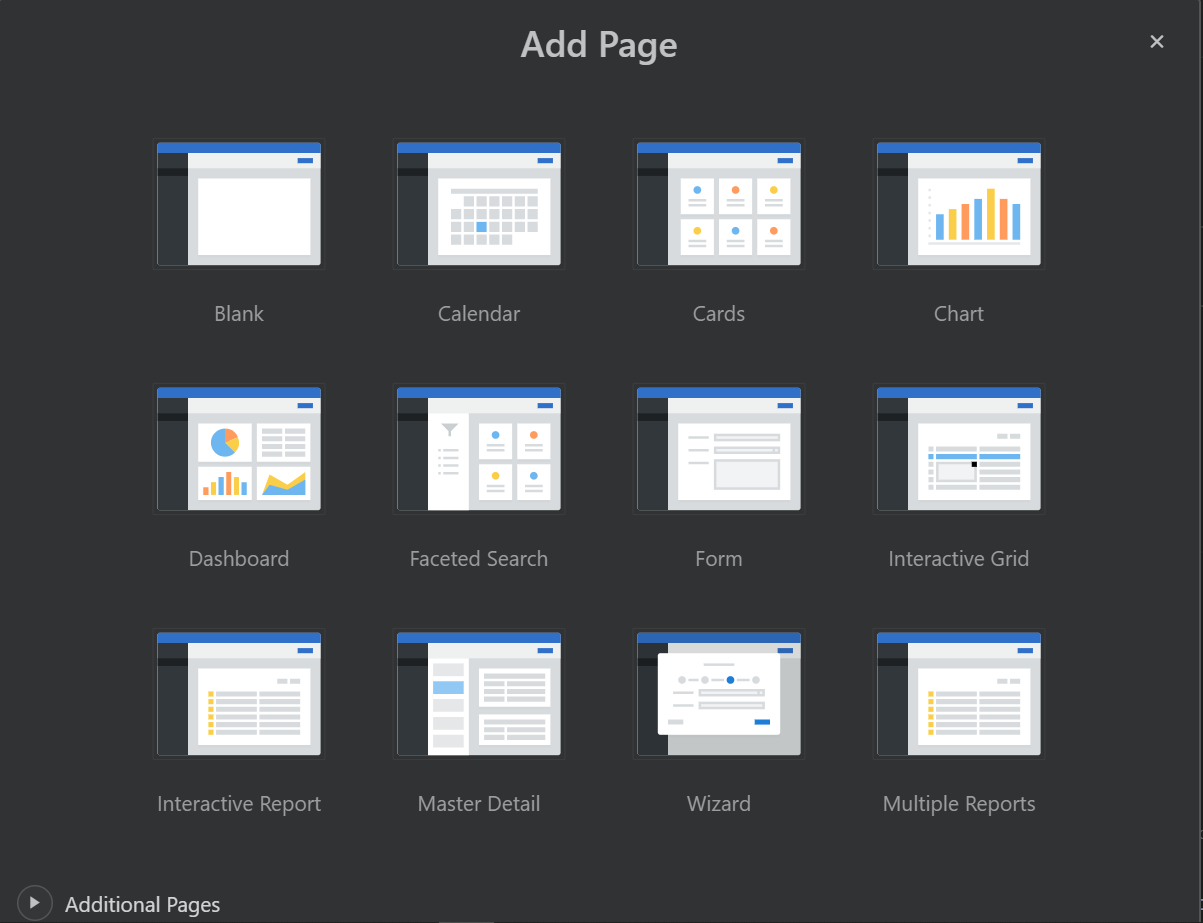 Add Page
Blank
Calendar
Cards
Chart
Dashboard
Faceted Search
Form
Interactive Grid
Interactive Report
Master Detail
Wizard
Multiple Reports
Additional Pages